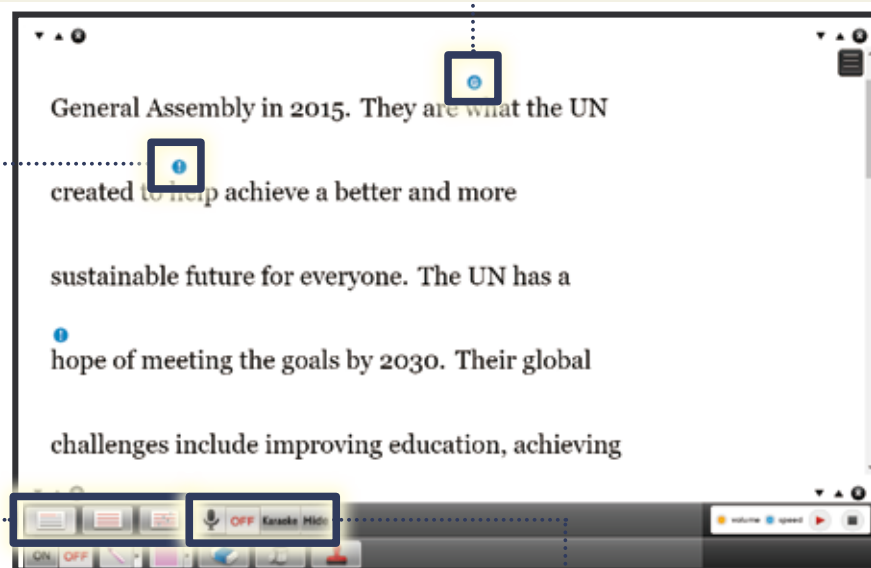 G
General Assembly in 2015. They are what the UN
!
created to help achieve a better and more
sustainable future for everyone. The UN has a
!
hope of meeting the goals by 2030. Their global
challenges include improving education, achieving
OFF Karaoke Hide
volume speed
ON OFF